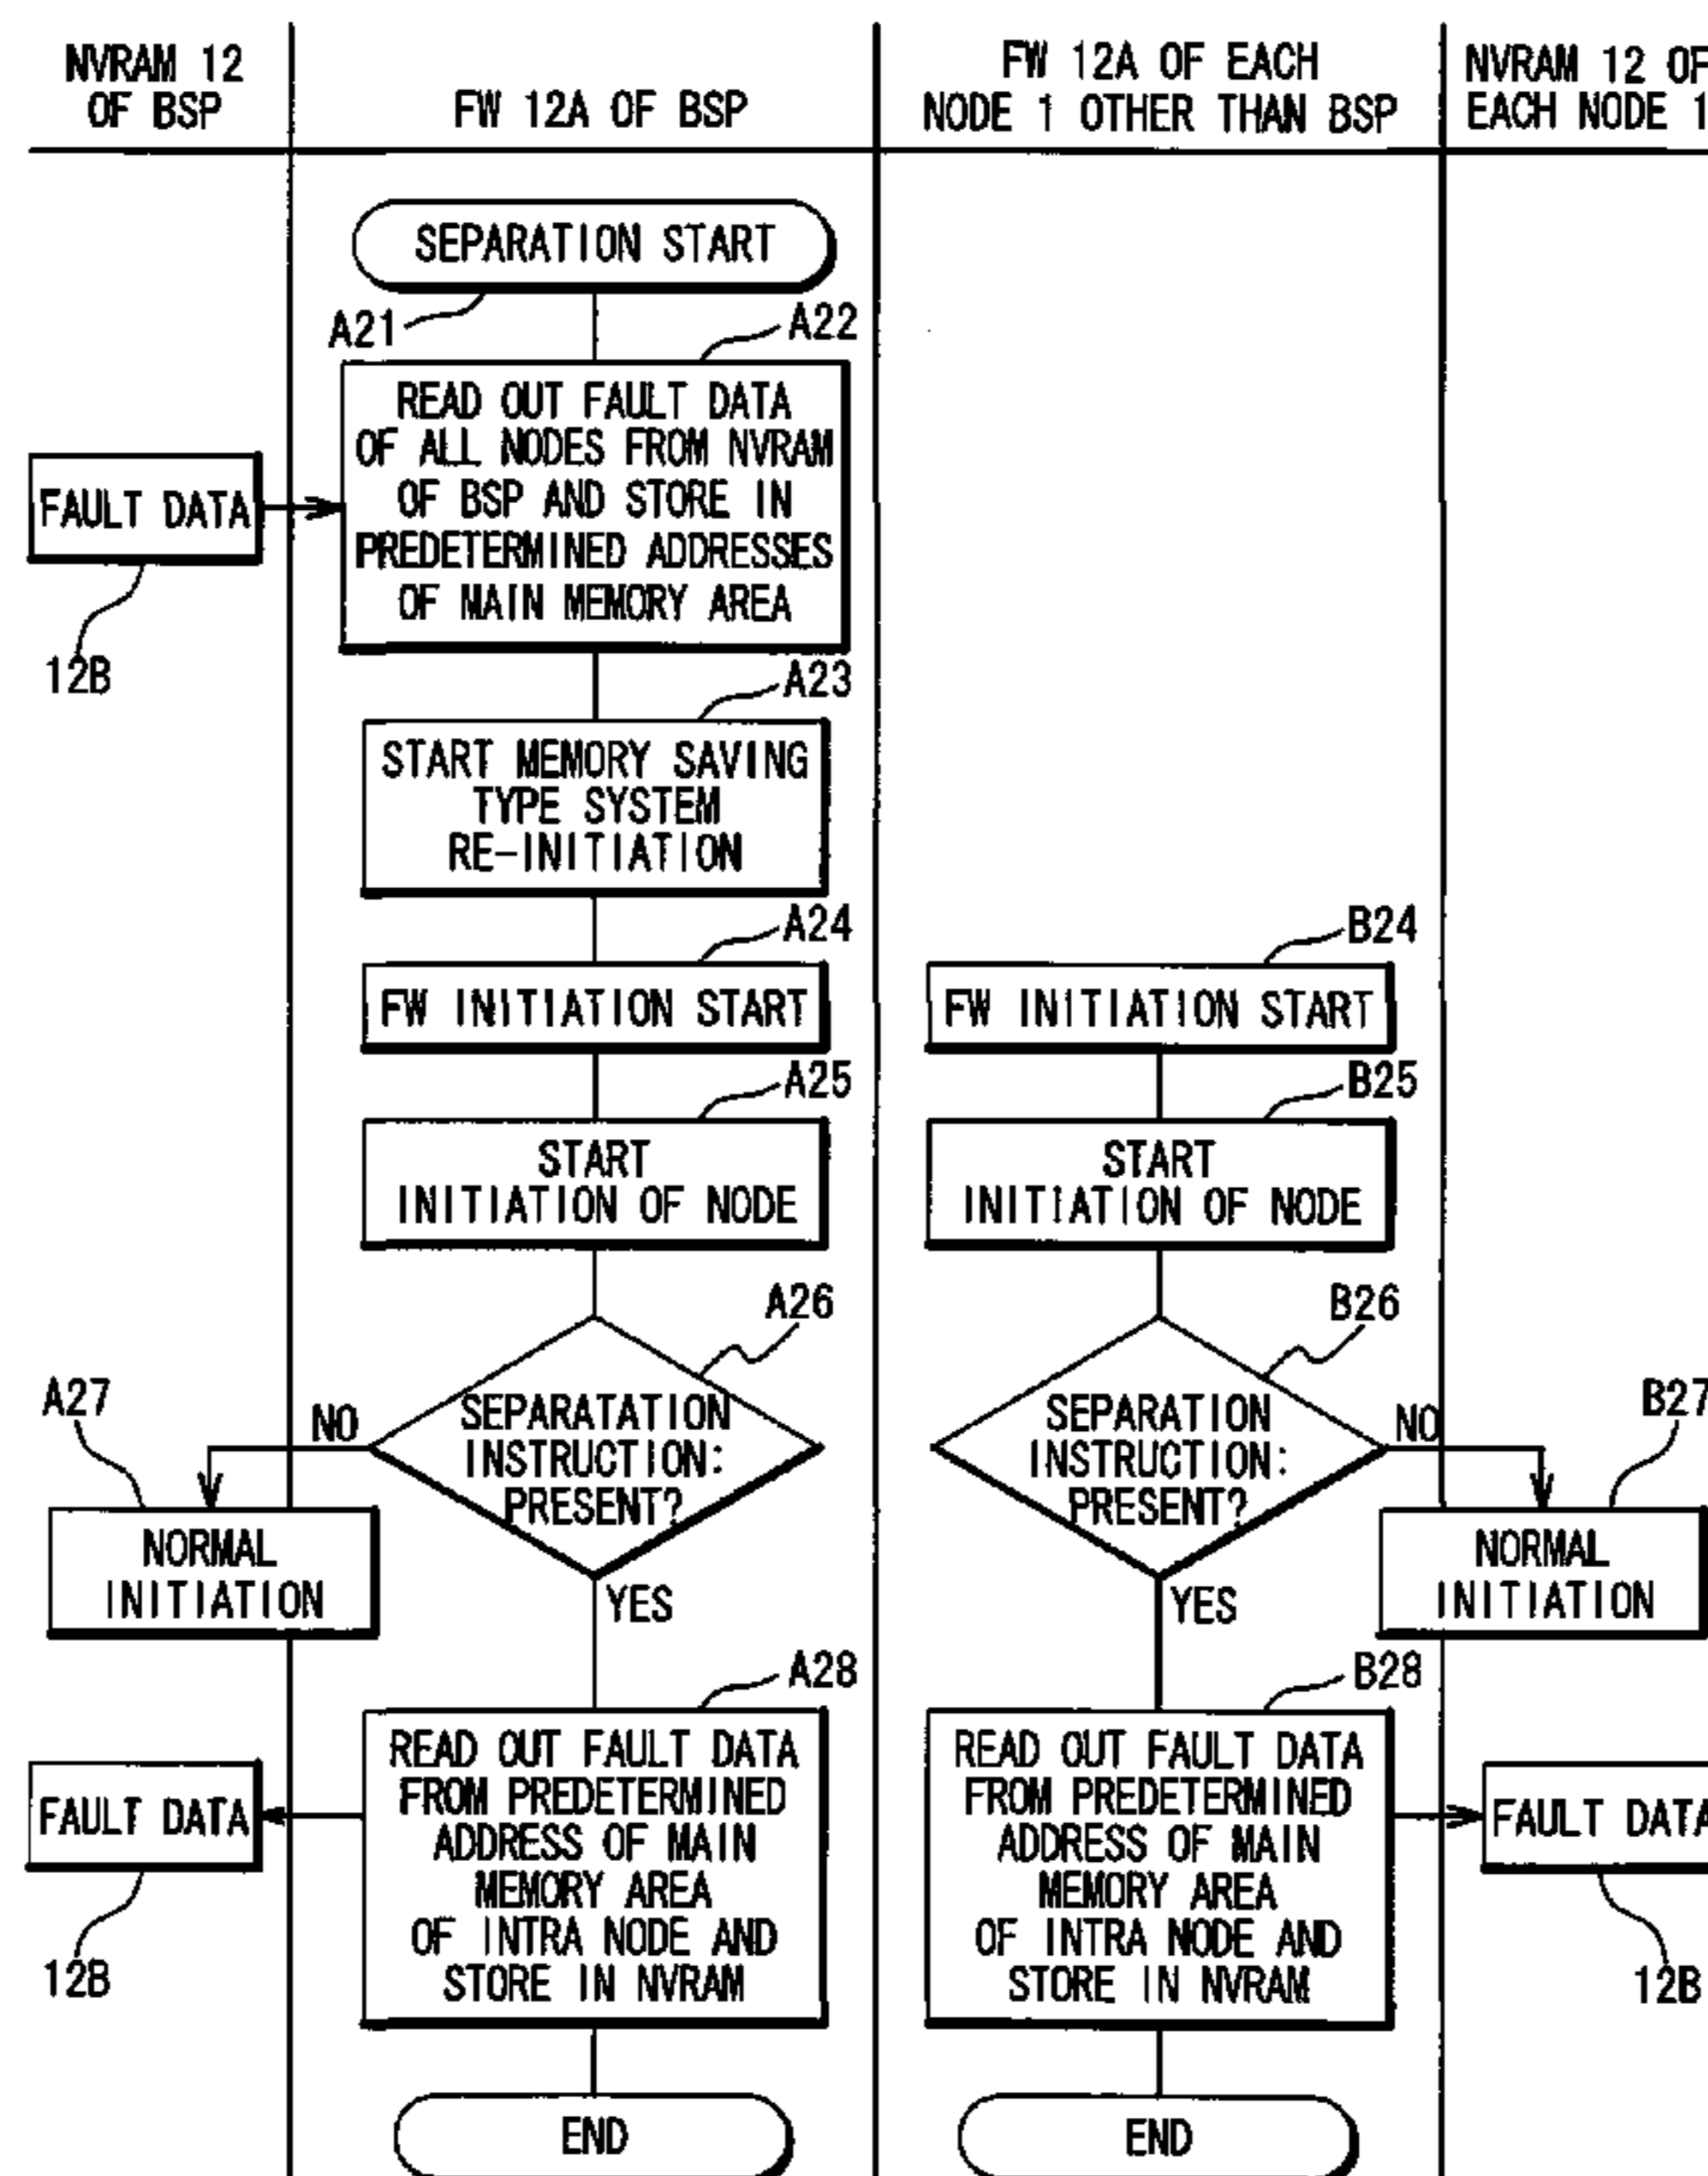 NVRAM 12
OF BSP
FW 12A OF BSP
FW 12A OF EACH
NODE 1 OTHER THAN BSP
NVRAM 12 OF
EACH NODE 1
SEPARATION START
A21
A22
READ OUT FAULT DATA
OF ALL NODES FROM NVRAM
OF BSP AND STORE IN
PREDETERMINED ADDRESSES
OF MAIN MEMORY AREA
FAULT DATA
12B
A23
START MEMORY SAVING
TYPE SYSTEM
RE-INITIATION
A24
FW INITIATION START
B24
FW INITIATION START
A25
START
INITIATION OF NODE
B25
START
INITIATION OF NODE
A26
SEPARATATION
INSTRUCTION:
PRESENT?
B26
SEPARATION
INSTRUCTION:
PRESENT?
A27
NO
NORMAL
INITIATION
YES
NO
B27
NORMAL
INITIATION
YES
A28
READ OUT FAULT DATA
FROM PREDETERMINED
ADDRESS OF MAIN
MEMORY AREA
OF INTRA NODE AND
STORE IN NVRAM
FAULT DATA
12B
B28
READ OUT FAULT DATA
FROM PREDETERMINED
ADDRESS OF MAIN
MEMORY AREA
OF INTRA NODE AND
STORE IN NVRAM
FAULT DATA
12B
END
END